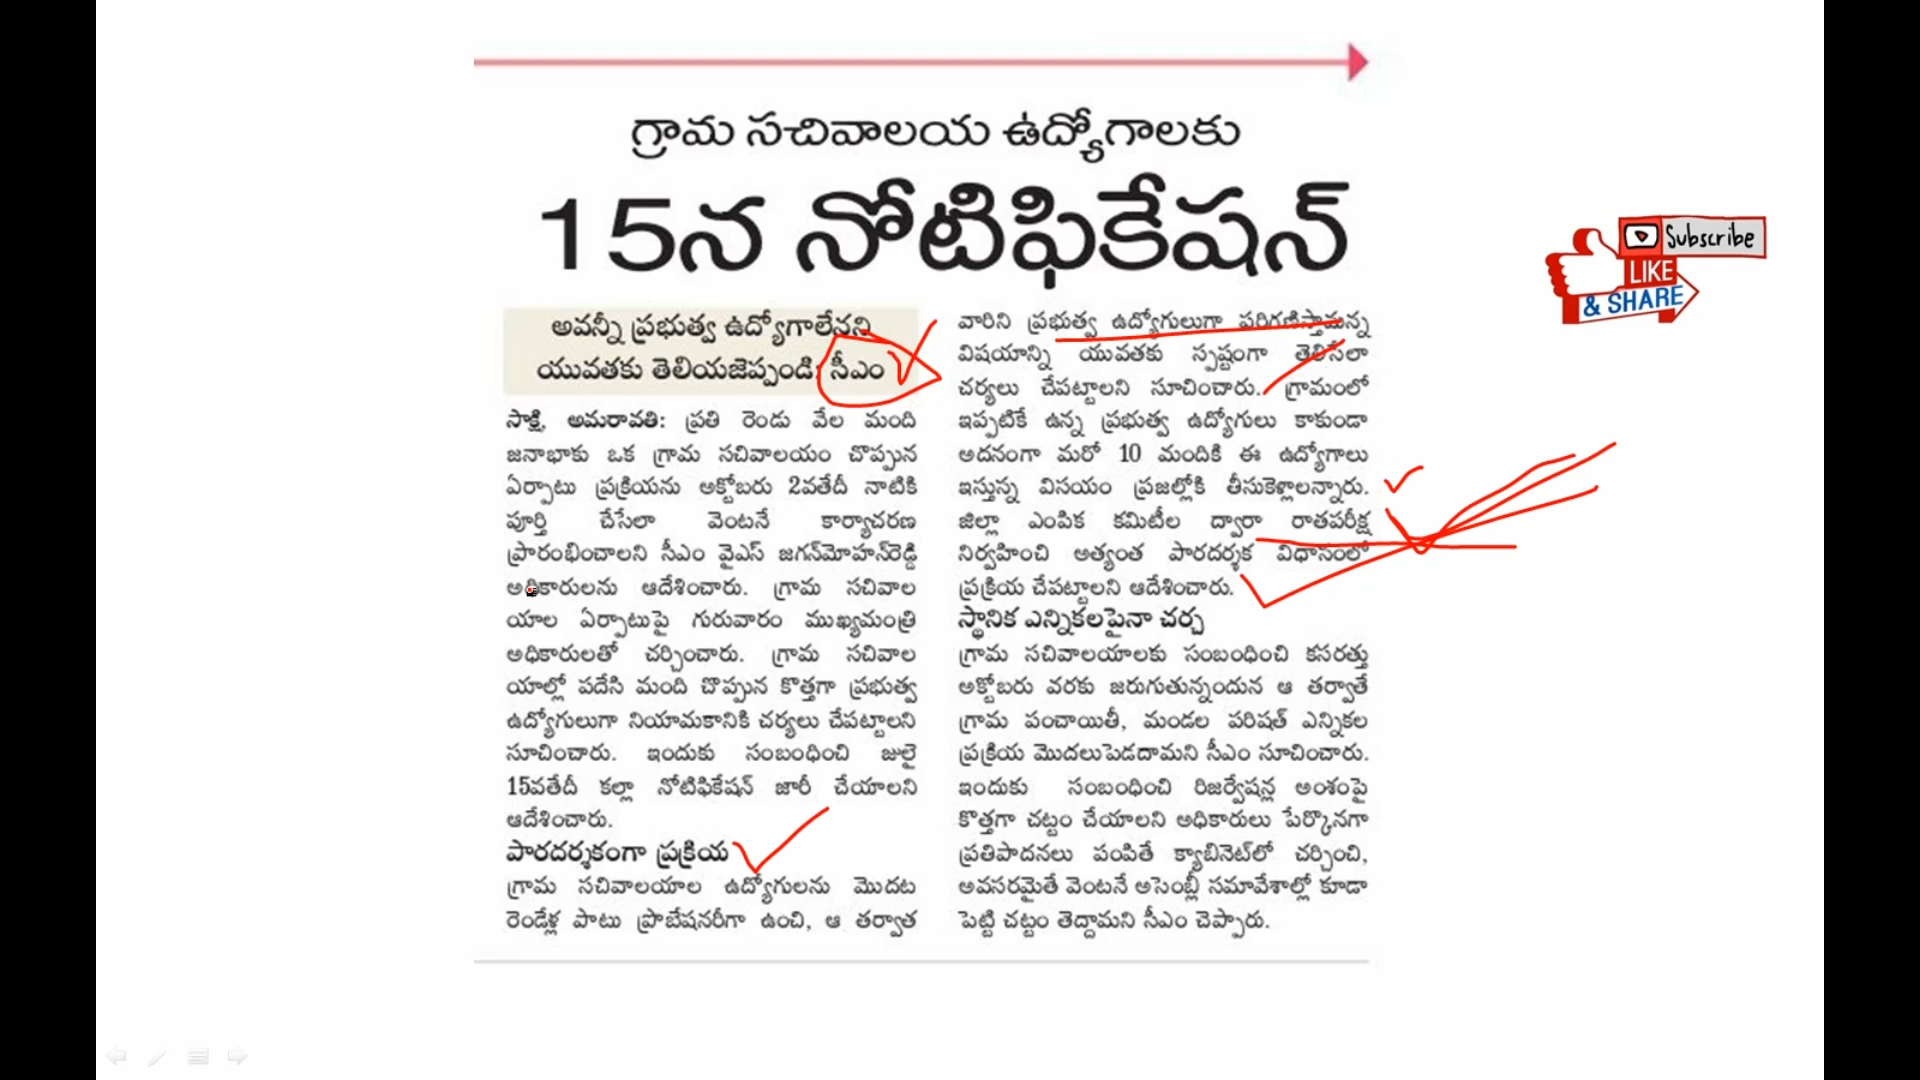 గ్రామ సచివాలయ ఉద్యోగాలకు
15న నోటిఫికేషన్
అవన్నీ ప్రభుత్వ ఉద్యోగాలేనని
యువతకు తెలియజెప్పండి: సీఎం
సాక్షి, అమరావతి: ప్రతి రెండు వేల మంది
జనాభాకు ఒక గ్రామ సచివాలయం చొప్పున
ఏర్పాటు ప్రక్రియను అక్టోబరు 2వతేదీ నాటికి
పూర్తి చేసేలా వెంటనే కార్యాచరణ
ప్రారంభించాలని సీఎం వైఎస్ జగన్‌మోహన్‌రెడ్డి
అధికారులను ఆదేశించారు. గ్రామ సచివాల
యాల ఏర్పాటుపై గురువారం ముఖ్యమంత్రి
అధికారులతో చర్చించారు. గ్రామ సచివాల
యాల్లో పదేసి మంది చొప్పున కొత్తగా ప్రభుత్వ
ఉద్యోగులుగా నియామకానికి చర్యలు చేపట్టాలని
సూచించారు. ఇందుకు సంబంధించి జులై
15వతేదీ కల్లా నోటిఫికేషన్ జారీ చేయాలని
ఆదేశించారు.
పారదర్శకంగా ప్రక్రియ
గ్రామ సచివాలయాల ఉద్యోగులను మొదట
రెండేళ్ల పాటు ప్రొబేషనరీగా ఉంచి, ఆ తర్వాత
వారిని ప్రభుత్వ ఉద్యోగులుగా పరిగణిస్తామన్న
విషయాన్ని యువతకు స్పష్టంగా తెలిసేలా
చర్యలు చేపట్టాలని సూచించారు. గ్రామంలో
ఇప్పటికే ఉన్న ప్రభుత్వ ఉద్యోగులు కాకుండా
అదనంగా మరో 10 మందికి ఈ ఉద్యోగాలు
ఇస్తున్న విసయం ప్రజల్లోకి తీసుకెళ్లాలన్నారు.
జిల్లా ఎంపిక కమిటీల ద్వారా రాతపరీక్ష
నిర్వహించి అత్యంత పారదర్శక విధానంలో
ప్రక్రియ చేపట్టాలని ఆదేశించారు.
స్థానిక ఎన్నికలపైనా చర్చ
గ్రామ సచివాలయాలకు సంబంధించి కసరత్తు
అక్టోబరు వరకు జరుగుతున్నందున ఆ తర్వాతే
గ్రామ పంచాయితీ, మండల పరిషత్ ఎన్నికల
ప్రక్రియ మొదలుపెడదామని సీఎం సూచించారు.
ఇందుకు సంబంధించి రిజర్వేషన్ల అంశంపై
కొత్తగా చట్టం చేయాలని అధికారులు పేర్కొనగా
ప్రతిపాదనలు పంపితే క్యాబినెట్‌లో చర్చించి,
అవసరమైతే వెంటనే అసెంబ్లీ సమావేశాల్లో కూడా
పెట్టి చట్టం తెద్దామని సీఎం చెప్పారు.
Subscribe
LIKE
& SHARE